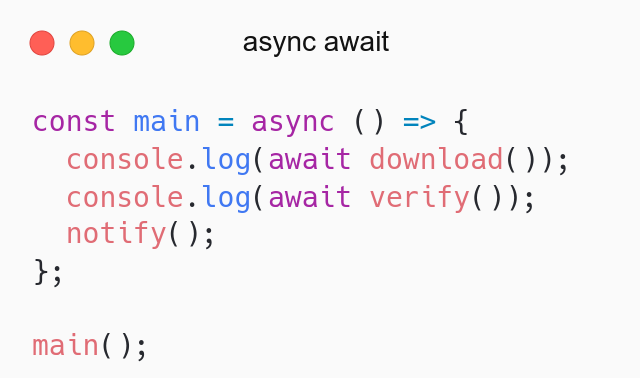 async await
const main = async () => {
  console.log(await download());
  console.log(await verify());
  notify();
};
main();